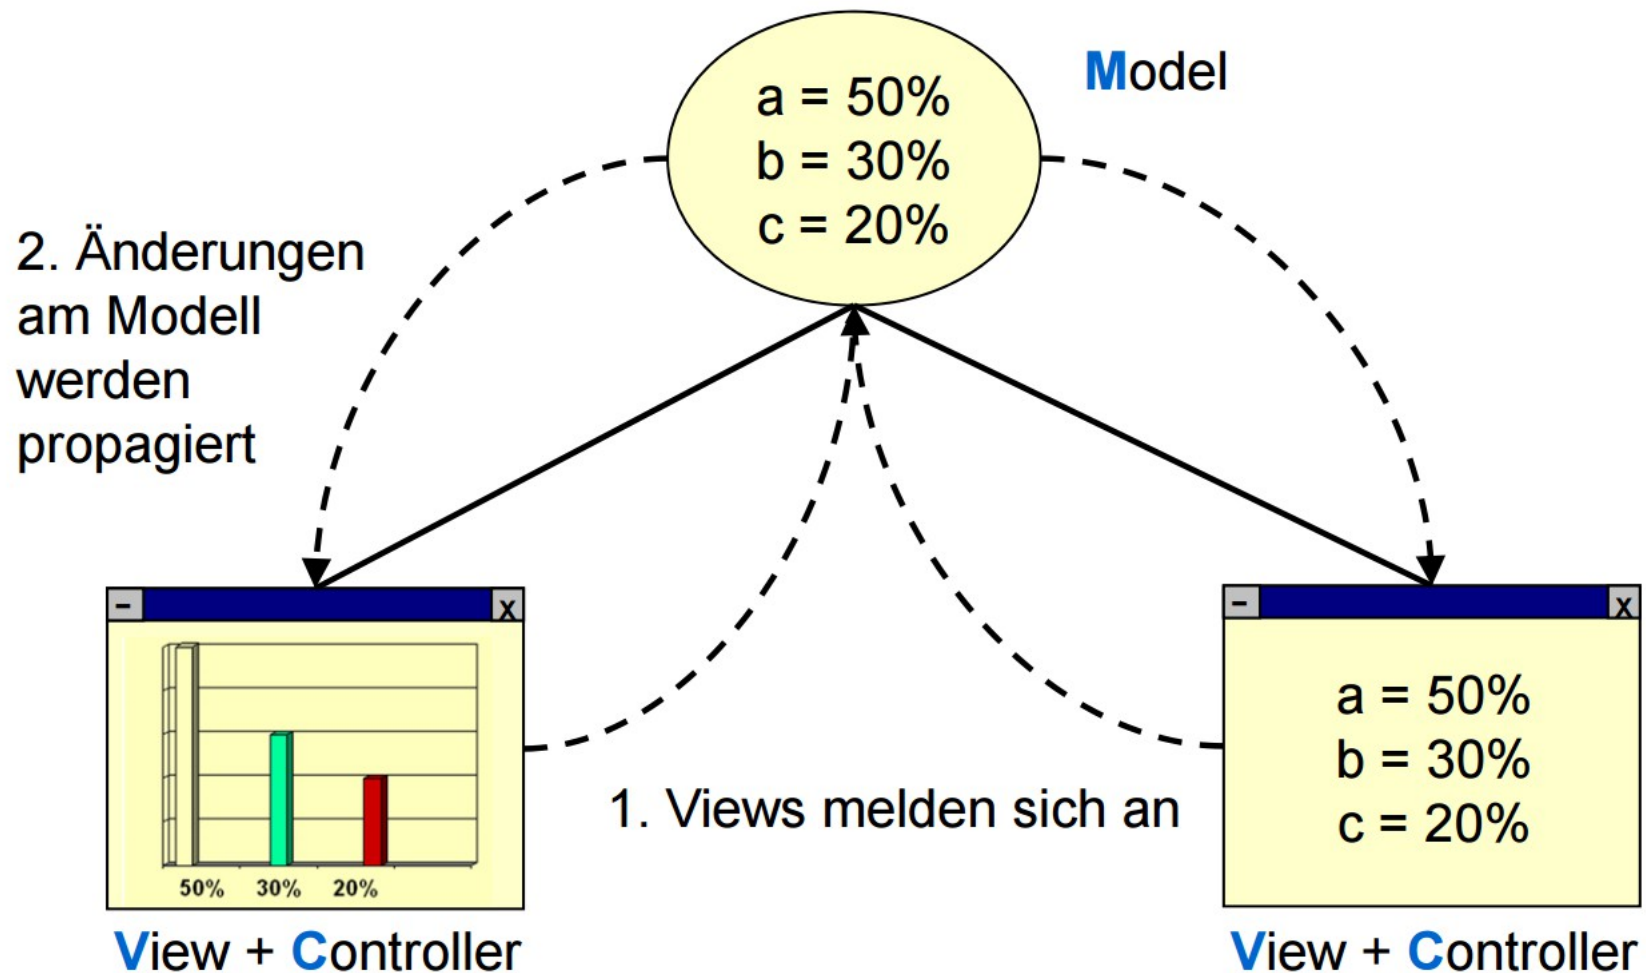 Model
a = 50%
b = 30%
c = 20%
2. Änderungen
am Modell
werden
propagiert
1. Views melden sich an
– x
50% 30% 20%
View + Controller
– x
a = 50%
b = 30%
c = 20%
View + Controller